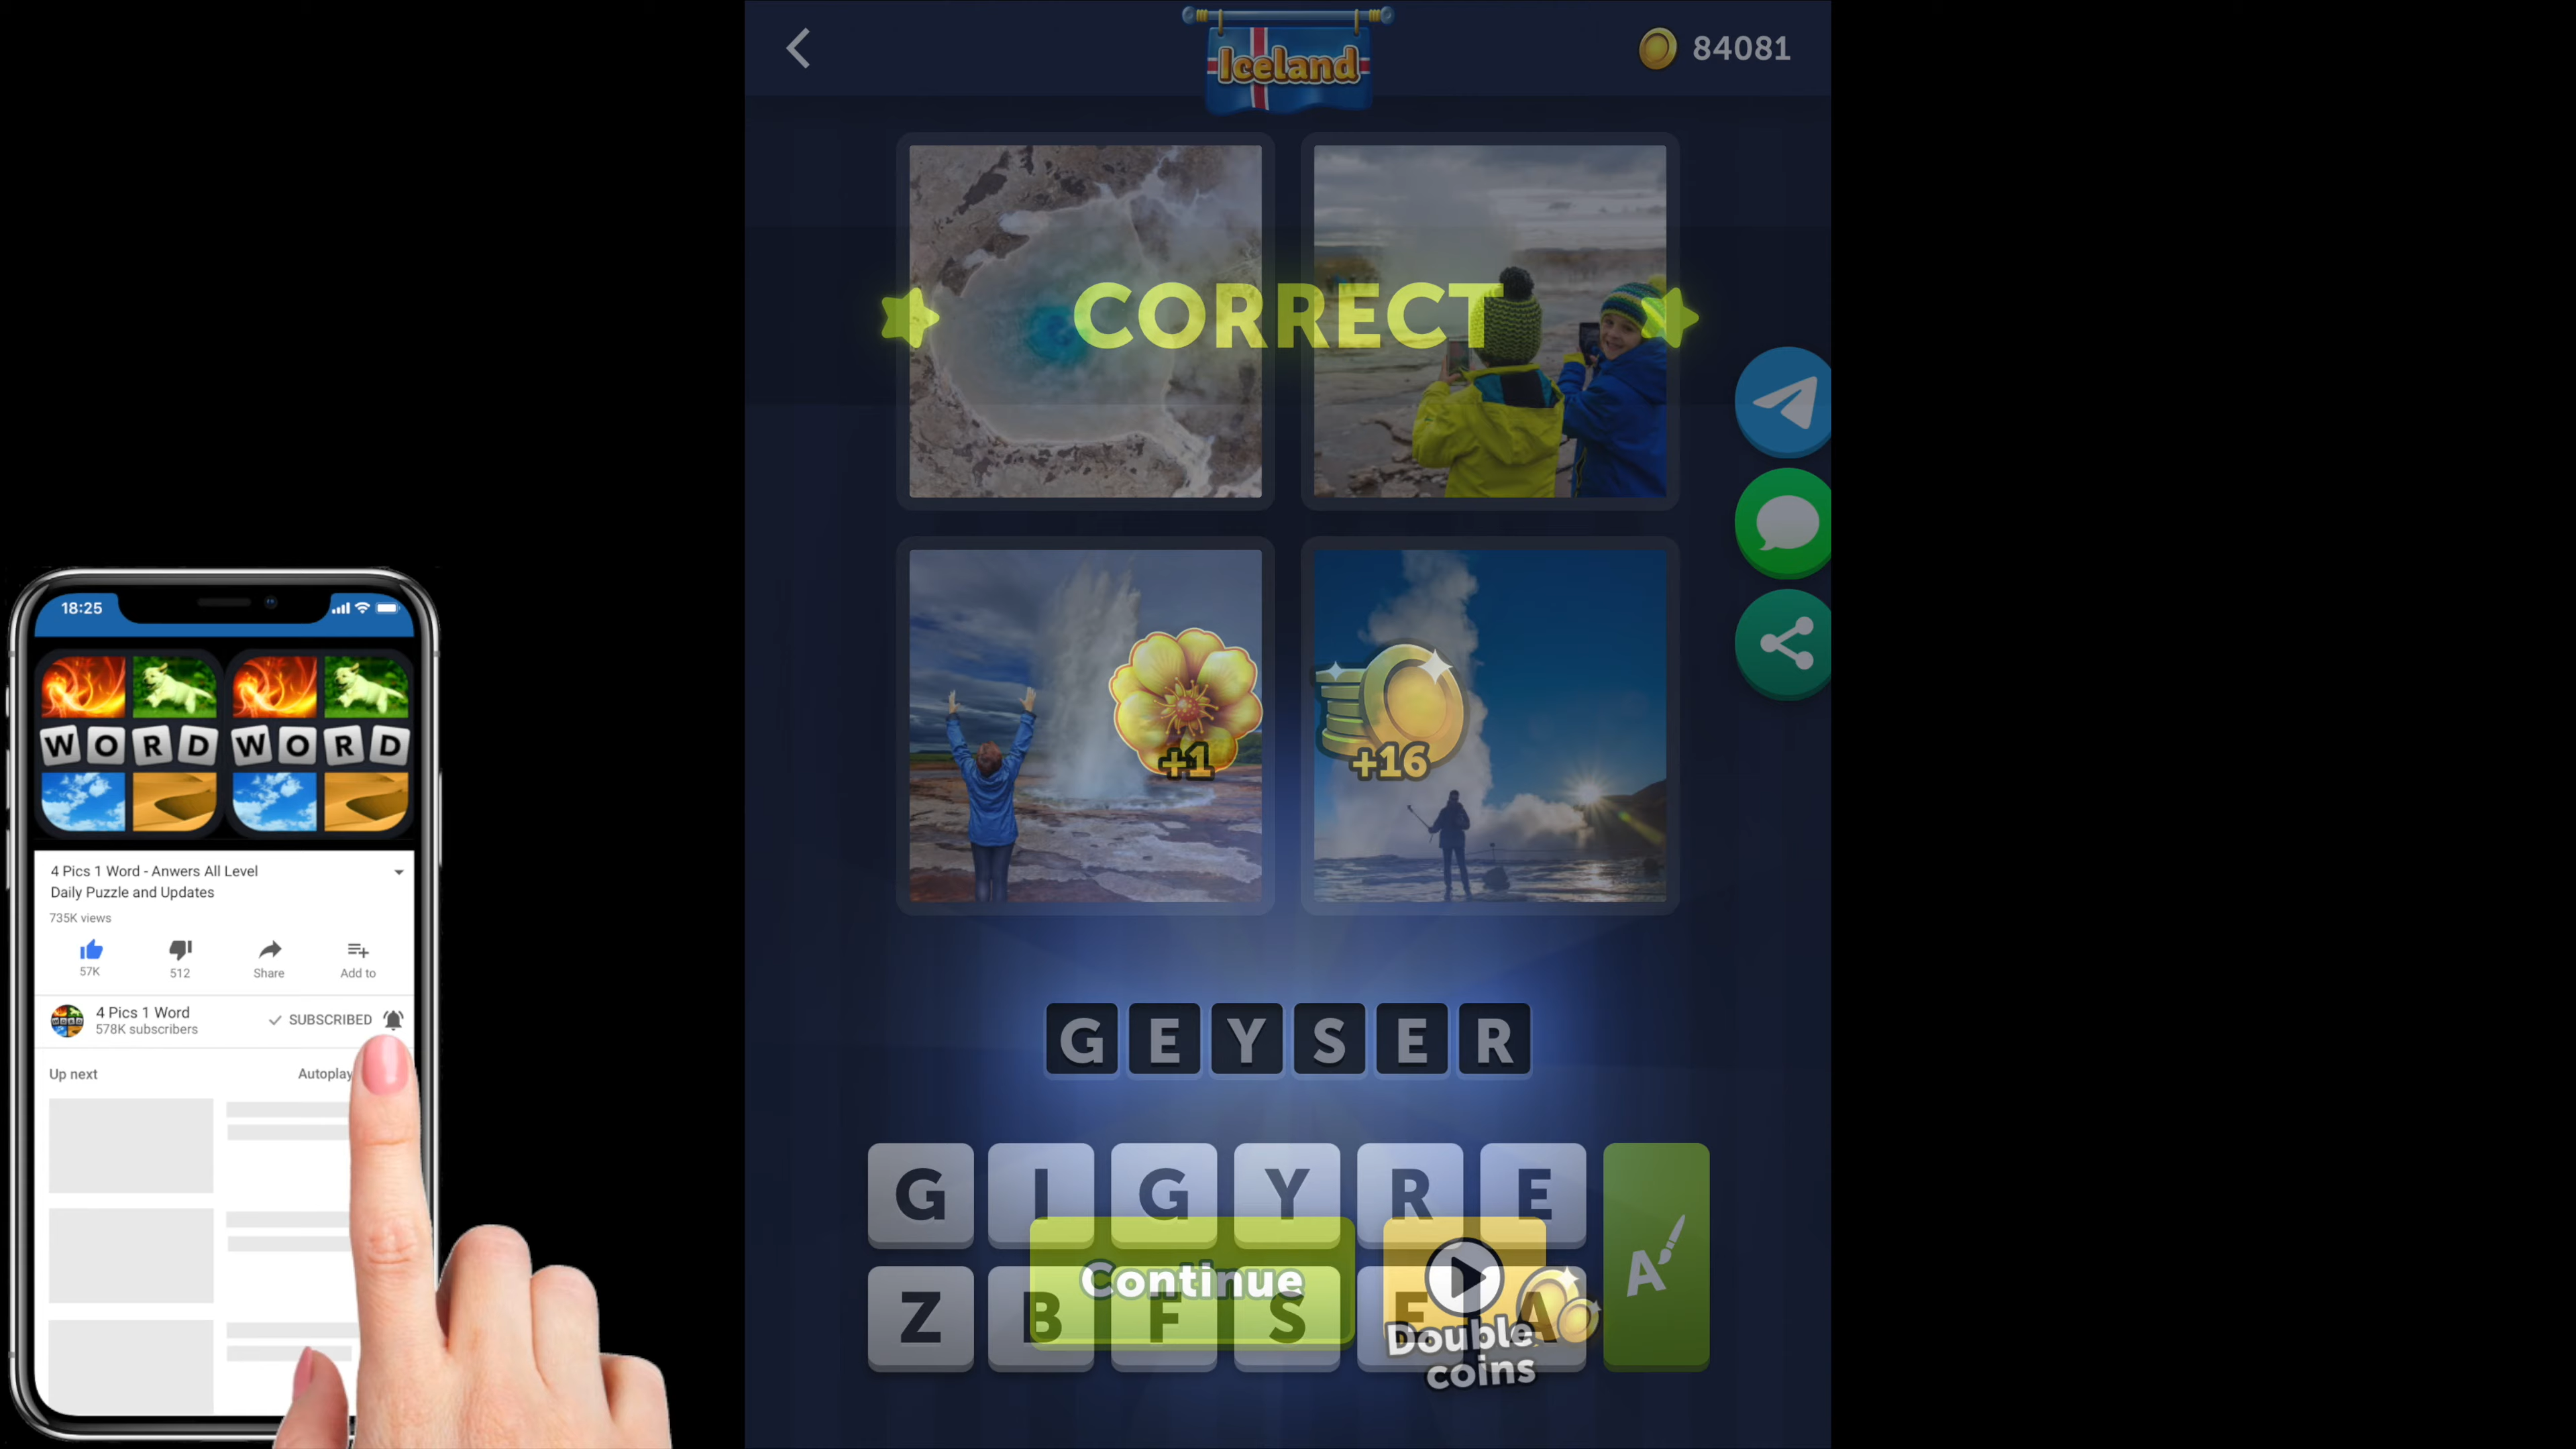 Iceland
84081
CORRECT
+1
+16
GEYSER
G I G Y R E
Z B F S E A
A
Continue
Double
coins
18:25
WORD WORD
4 Pics 1 Word - Anwers All Level
Daily Puzzle and Updates
735K views
57K
512
Share
Add to
4 Pics 1 Word
578K subscribers
SUBSCRIBED
Up next
Autoplay